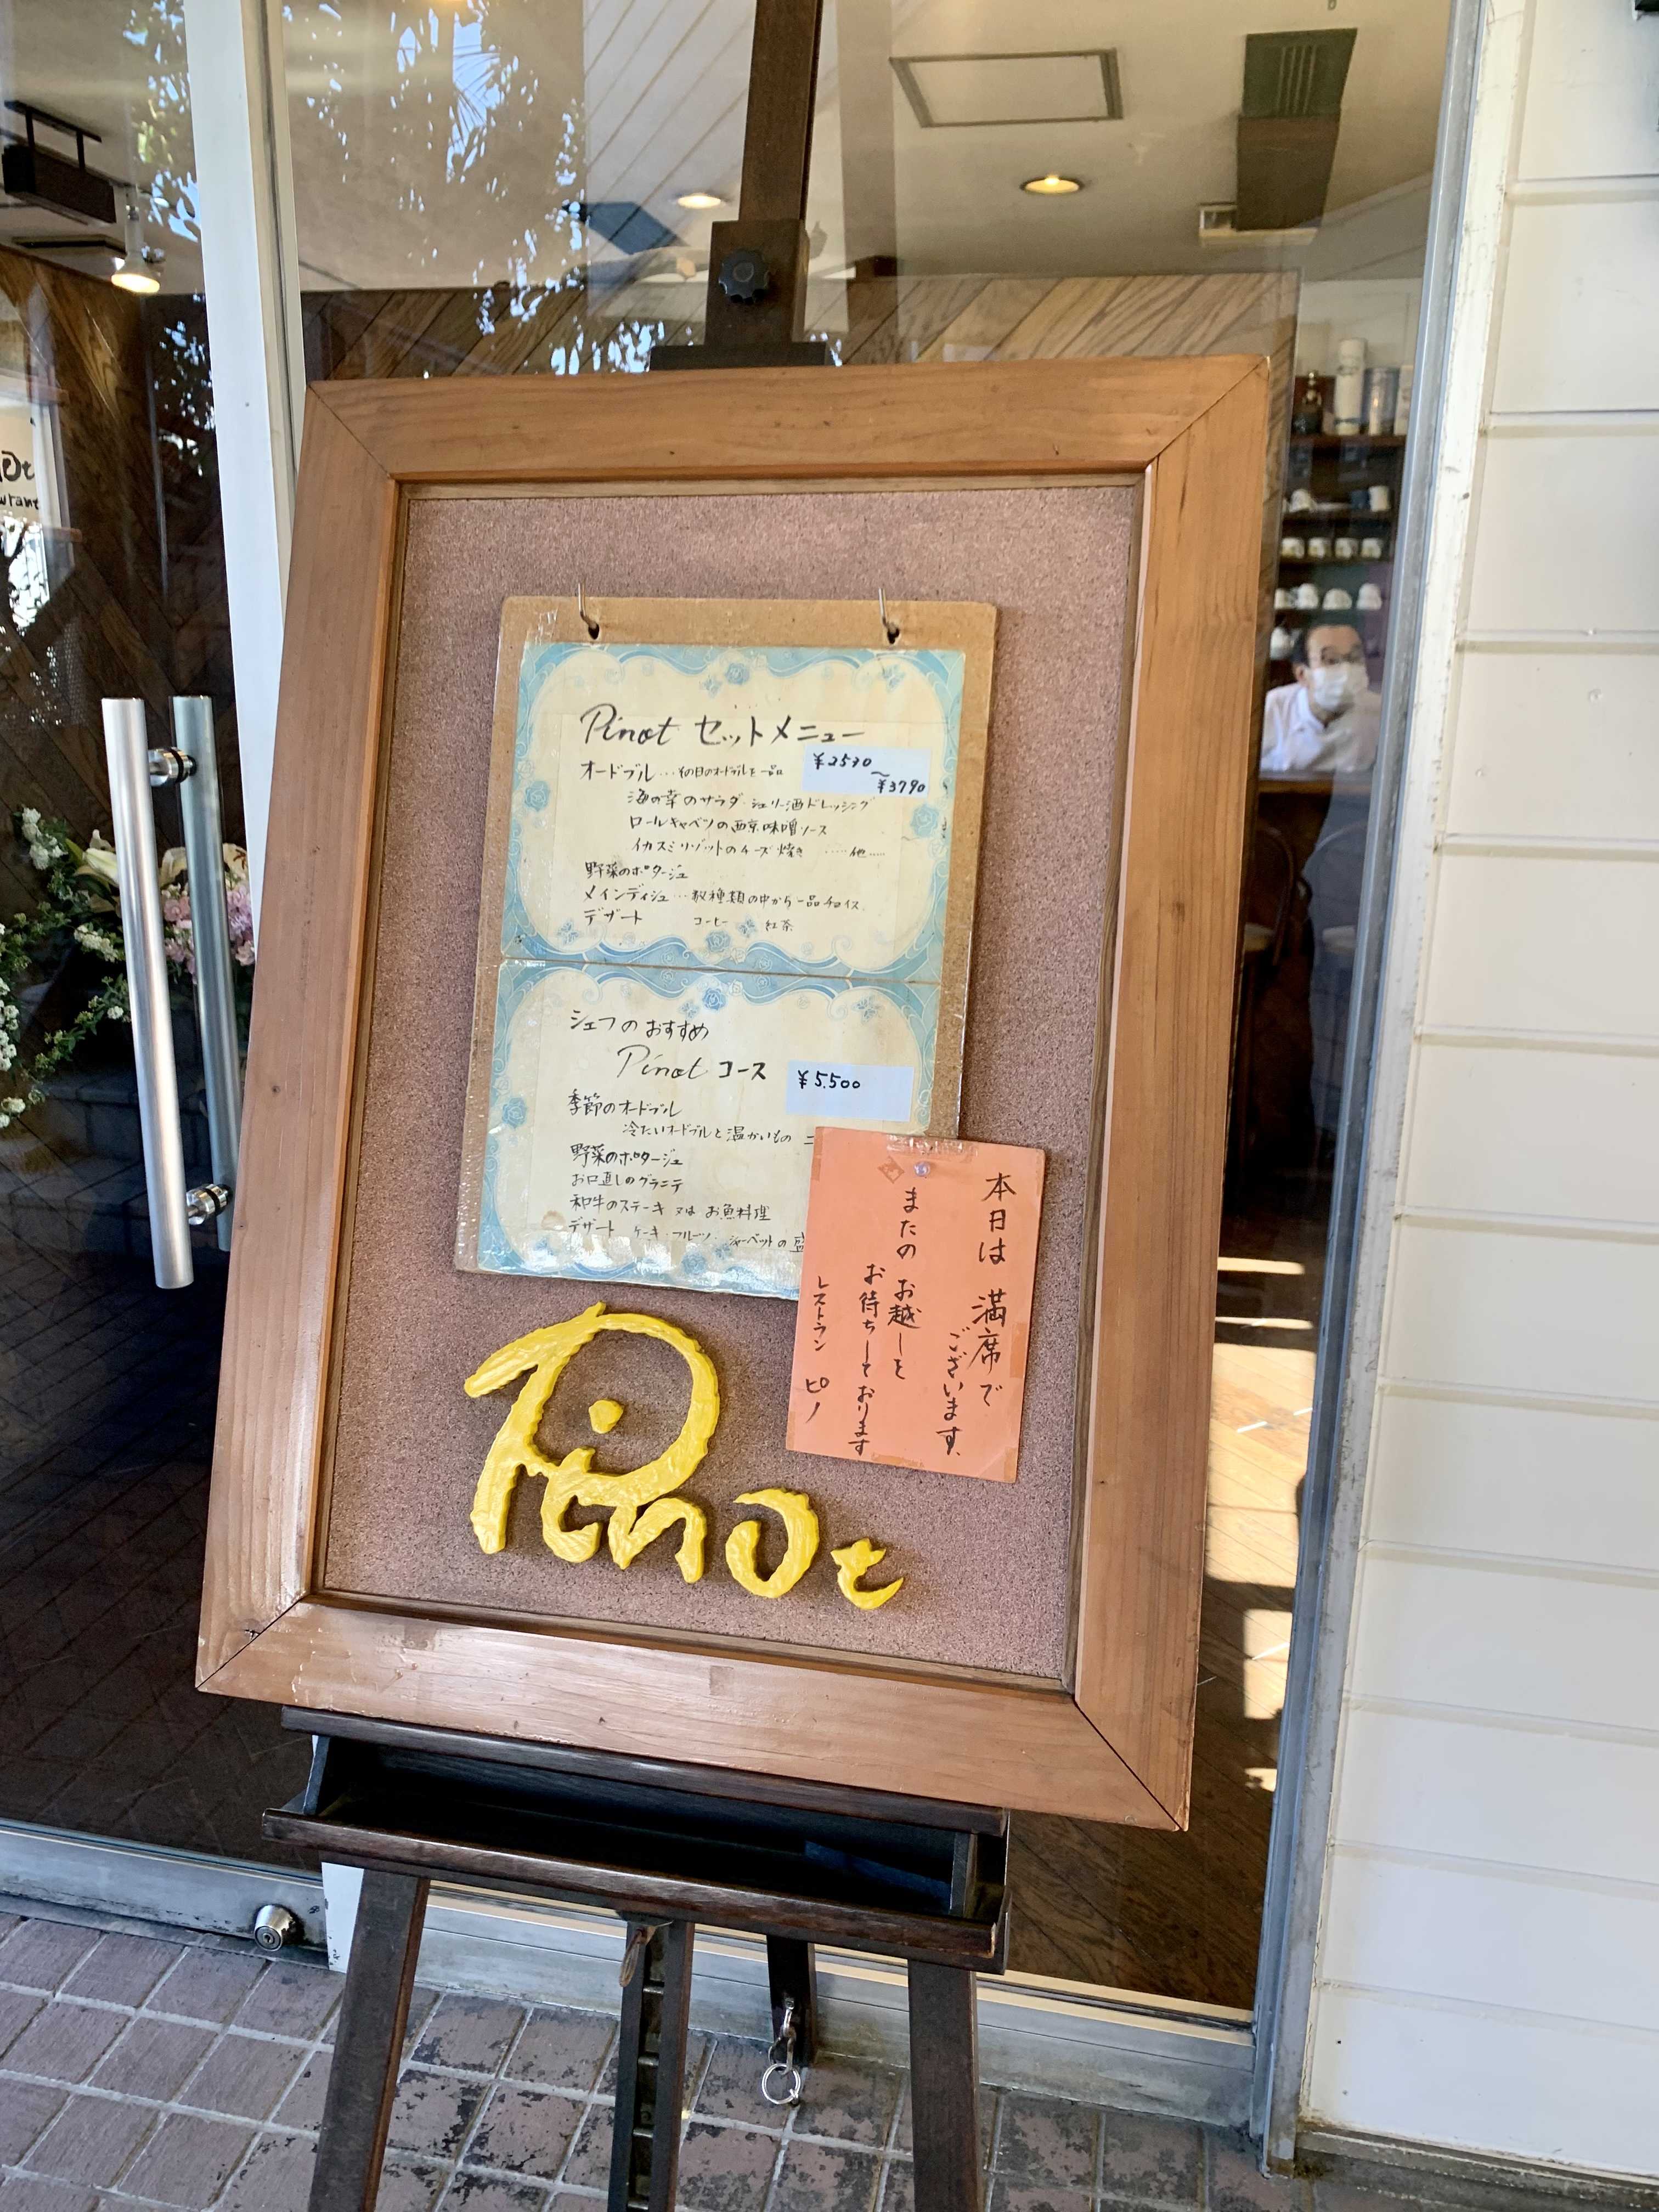 Pinot セットメニュー
¥2530
～
¥3790
オードブル…その日のオードブルを一品
海の幸のサラダ・シェリー酒ドレッシング
ロールキャベツの西京味噌ソース
イカスミリゾットのチーズ焼き ……他……
野菜のポタージュ
メインディシュ…数種類の中から一品チョイス
デザート コーヒー 紅茶
シェフのおすすめ
Pinot コース
¥5,500
季節のオードブル
冷たいオードブルと温かいもの
野菜のポタージュ
お口直しのグラニテ
和牛のステーキ 又は お魚料理
デザート ケーキ・フルーツ・シャーベットの
本日は 満席で
ございます。
またの お越しを
お待ちしております
レストラン ピノ
Pinot